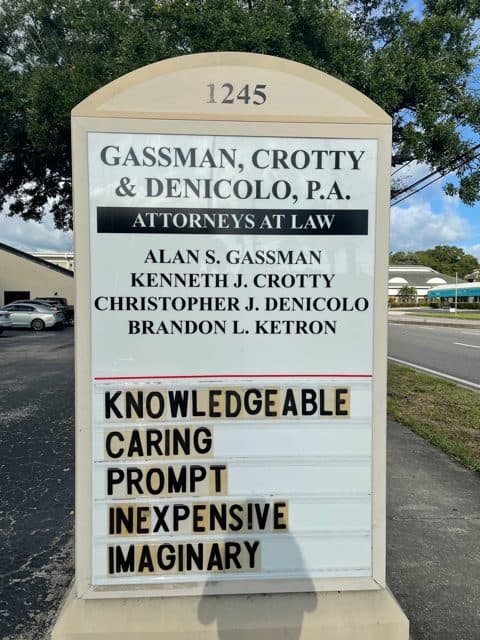 1245
GASSMAN, CROTTY
& DENICOLO, P.A.
ATTORNEYS AT LAW
ALAN S. GASSMAN
KENNETH J. CROTTY
CHRISTOPHER J. DENICOLO
BRANDON L. KETRON
KNOWLEDGEABLE
CARING
PROMPT
INEXPENSIVE
IMAGINARY